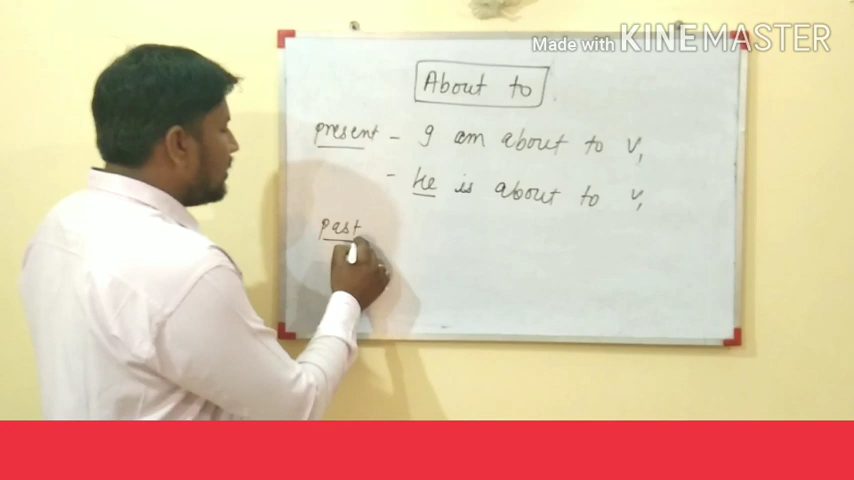 Made with KINEMASTER
About to
present - I am about to V1
- He is about to V1
past